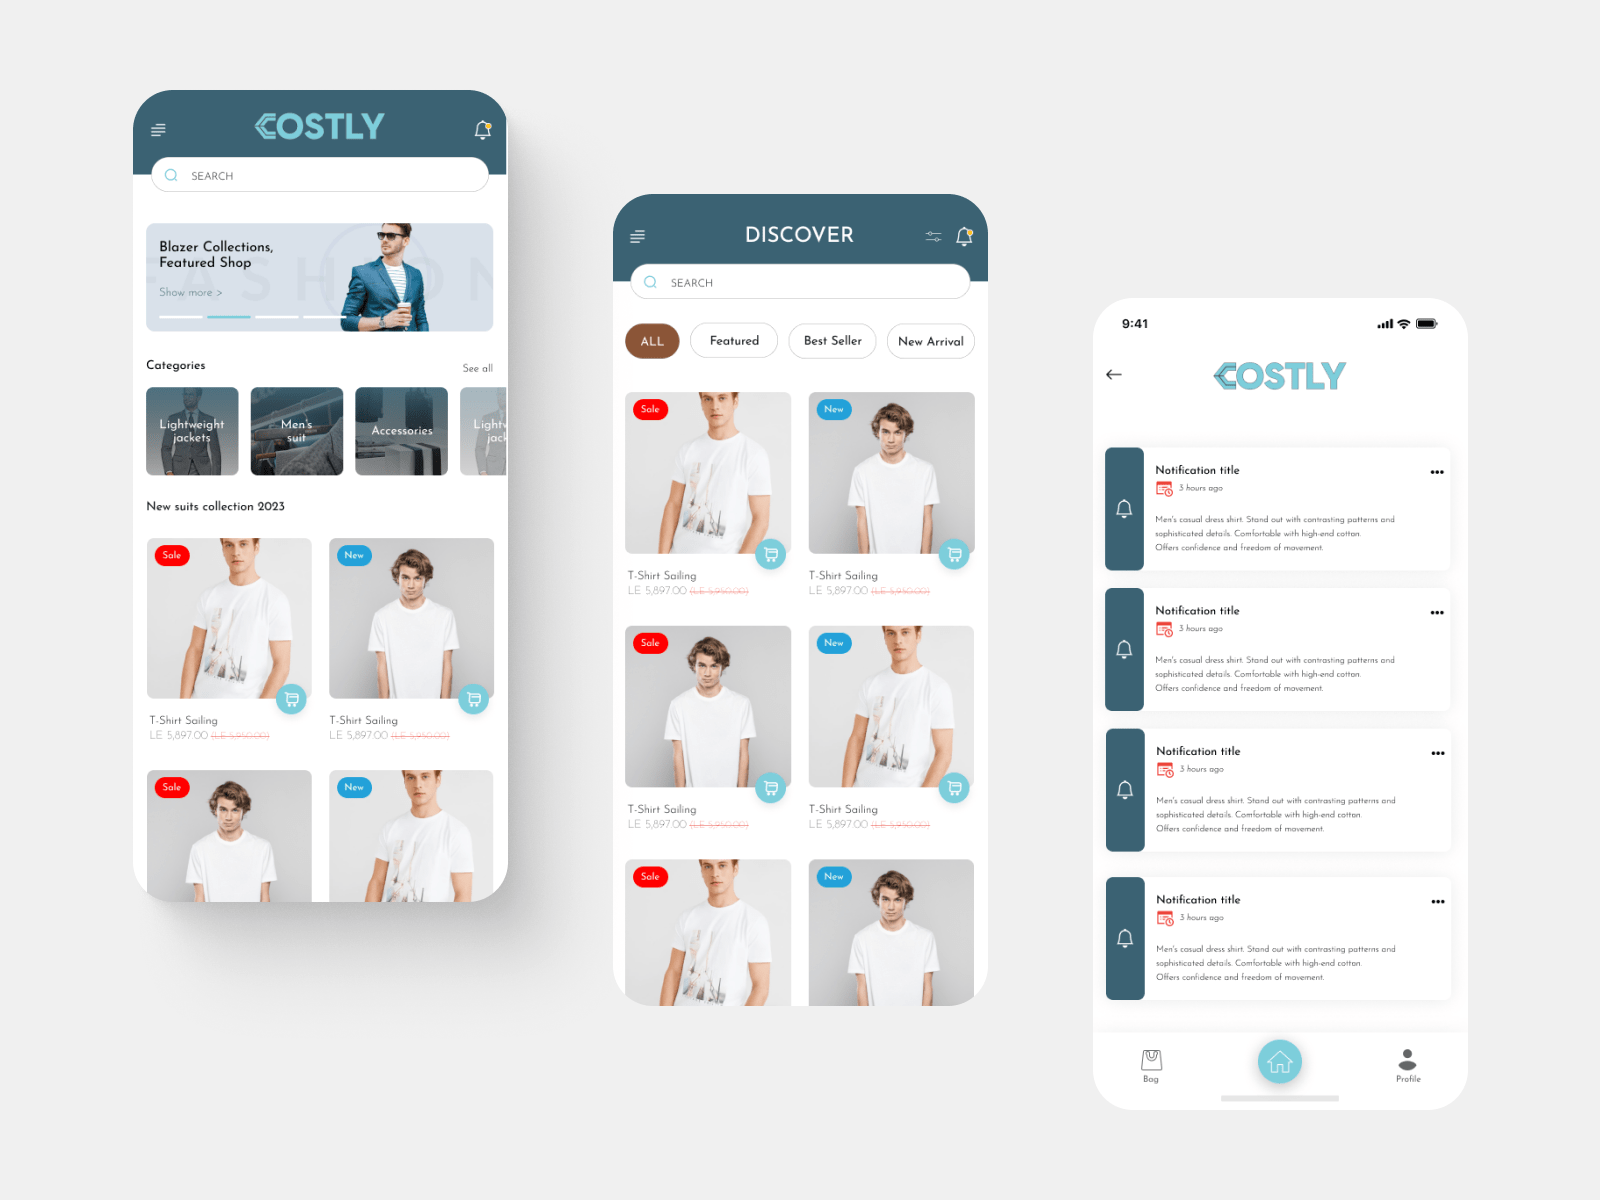 COSTLY
SEARCH
FASHION
Blazer Collections,
Featured Shop
Show more >
Categories
See all
Lightweight
jackets
Men's
suit
Accessories
Lightw
jack
New suits collection 2023
Sale
New
T-Shirt Sailing
LE 5,897.00 (LE 5,950.00)
T-Shirt Sailing
LE 5,897.00 (LE 5,950.00)
Sale
New
DISCOVER
SEARCH
ALL
Featured
Best Seller
New Arrival
Sale
New
T-Shirt Sailing
LE 5,897.00 (LE 5,950.00)
T-Shirt Sailing
LE 5,897.00 (LE 5,950.00)
Sale
New
T-Shirt Sailing
LE 5,897.00 (LE 5,950.00)
T-Shirt Sailing
LE 5,897.00 (LE 5,950.00)
Sale
New
9:41
COSTLY
Notification title
3 hours ago
Men's casual dress shirt. Stand out with contrasting patterns and
sophisticated details. Comfortable with high-end cotton.
Offers confidence and freedom of movement.
Notification title
3 hours ago
Men's casual dress shirt. Stand out with contrasting patterns and
sophisticated details. Comfortable with high-end cotton.
Offers confidence and freedom of movement.
Notification title
3 hours ago
Men's casual dress shirt. Stand out with contrasting patterns and
sophisticated details. Comfortable with high-end cotton.
Offers confidence and freedom of movement.
Notification title
3 hours ago
Men's casual dress shirt. Stand out with contrasting patterns and
sophisticated details. Comfortable with high-end cotton.
Offers confidence and freedom of movement.
Bag
Profile